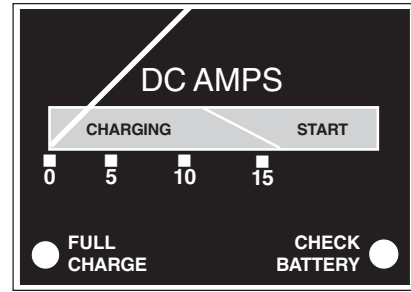 DC AMPS
CHARGING START
0 5 10 15
FULL CHECK
CHARGE BATTERY